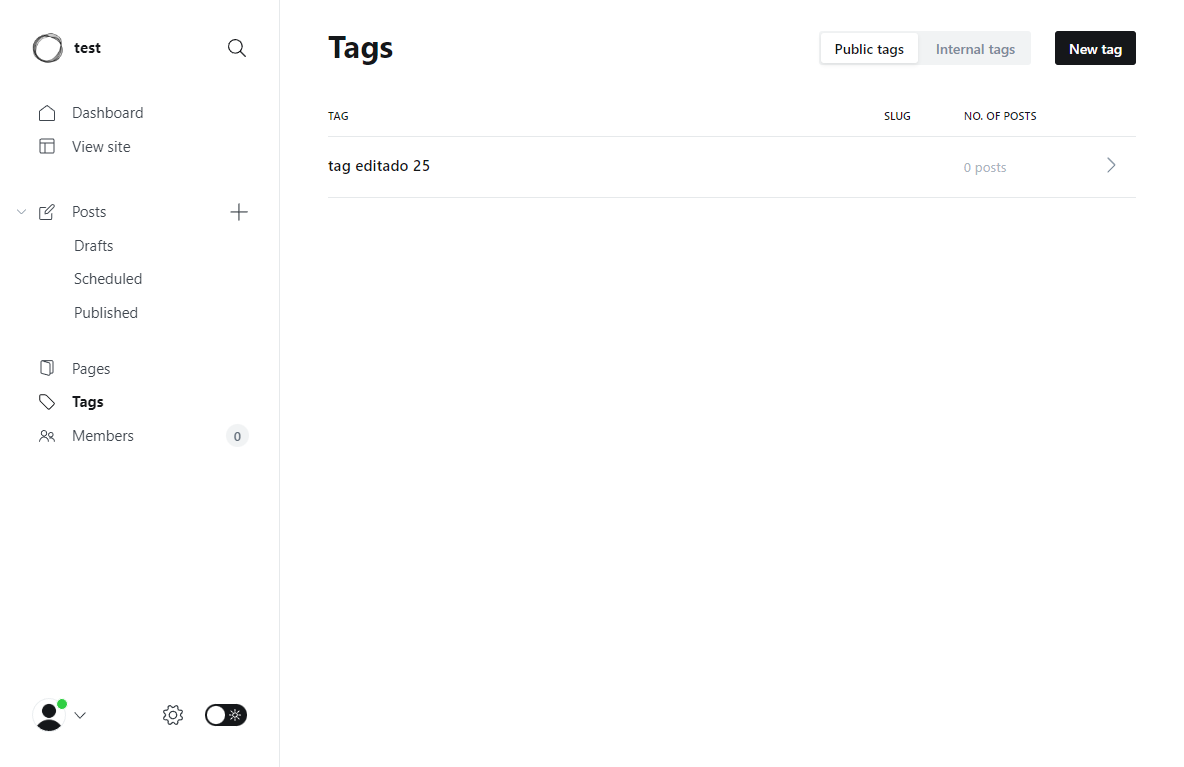 test
Dashboard
View site
Posts
Drafts
Scheduled
Published
Pages
Tags
Members 0
Tags
Public tags Internal tags New tag
TAG SLUG NO. OF POSTS
tag editado 25 0 posts